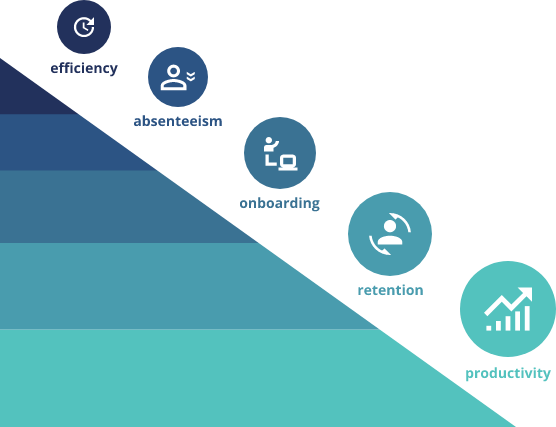 efficiency
absenteeism
onboarding
retention
productivity